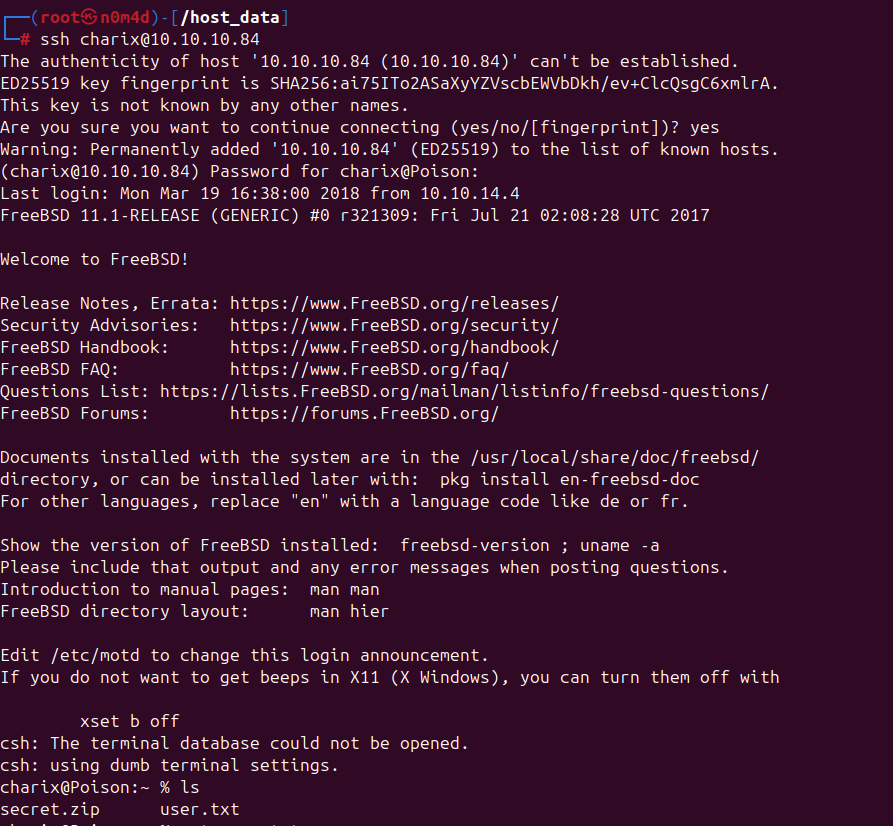 ┌──(root㉿n0m4d)-[/host_data]
└─# ssh charix@10.10.10.84
The authenticity of host '10.10.10.84 (10.10.10.84)' can't be established.
ED25519 key fingerprint is SHA256:ai75ITo2ASaXyYZVscbEWVbDkh/ev+ClcQsgC6xmlrA.
This key is not known by any other names.
Are you sure you want to continue connecting (yes/no/[fingerprint])? yes
Warning: Permanently added '10.10.10.84' (ED25519) to the list of known hosts.
(charix@10.10.10.84) Password for charix@Poison:
Last login: Mon Mar 19 16:38:00 2018 from 10.10.14.4
FreeBSD 11.1-RELEASE (GENERIC) #0 r321309: Fri Jul 21 02:08:28 UTC 2017

Welcome to FreeBSD!

Release Notes, Errata: https://www.FreeBSD.org/releases/
Security Advisories:   https://www.FreeBSD.org/security/
FreeBSD Handbook:      https://www.FreeBSD.org/handbook/
FreeBSD FAQ:           https://www.FreeBSD.org/faq/
Questions List: https://lists.FreeBSD.org/mailman/listinfo/freebsd-questions/
FreeBSD Forums:        https://forums.FreeBSD.org/

Documents installed with the system are in the /usr/local/share/doc/freebsd/
directory, or can be installed later with:  pkg install en-freebsd-doc
For other languages, replace "en" with a language code like de or fr.

Show the version of FreeBSD installed:  freebsd-version ; uname -a
Please include that output and any error messages when posting questions.
Introduction to manual pages:  man man
FreeBSD directory layout:      man hier

Edit /etc/motd to change this login announcement.
If you do not want to get beeps in X11 (X Windows), you can turn them off with

        xset b off
csh: The terminal database could not be opened.
csh: using dumb terminal settings.
charix@Poison:~ % ls
secret.zip      user.txt